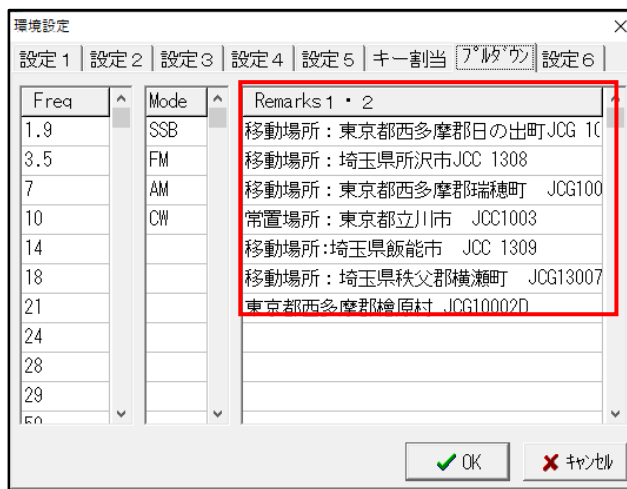 環境設定
設定1 設定2 設定3 設定4 設定5 キー割当 ﾌﾟﾙﾀﾞｳﾝ 設定6
Freq Mode Remarks1・2
1.9 SSB 移動場所：東京都西多摩郡日の出町JCG 10
3.5 FM 移動場所：埼玉県所沢市JCC 1308
7 AM 移動場所：東京都西多摩郡瑞穂町 JCG100
10 CW 常置場所：東京都立川市 JCC1003
14 移動場所:埼玉県飯能市 JCC 1309
18 移動場所：埼玉県秩父郡横瀬町 JCG13007
21 東京都西多摩郡檜原村 JCG10002D
24
28
29
50
OK ｷｬﾝｾﾙ